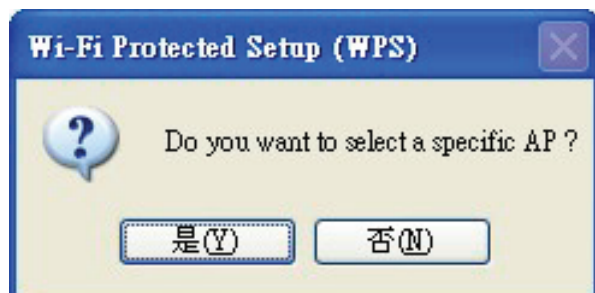 Wi-Fi Protected Setup (WPS)
Do you want to select a specific AP ?
是(Y) 否(N)